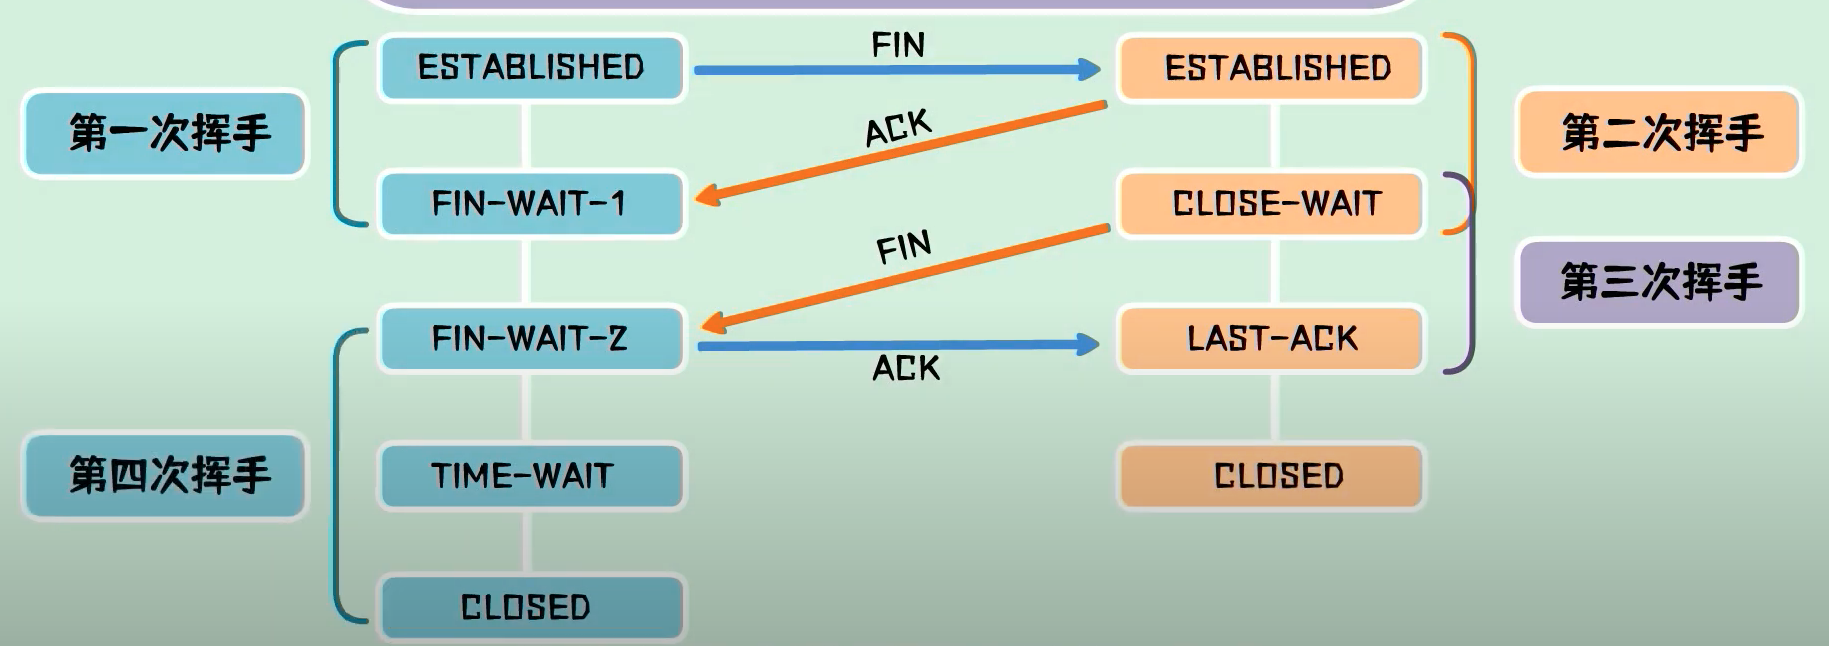 ESTABLISHED
FIN
ESTABLISHED
第一次挥手
ACK
第二次挥手
FIN-WAIT-1
CLOSE-WAIT
FIN
第三次挥手
FIN-WAIT-2
LAST-ACK
ACK
第四次挥手
TIME-WAIT
CLOSED
CLOSED